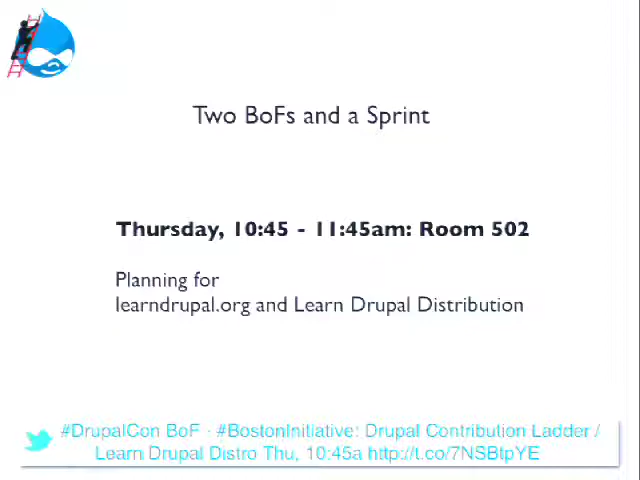 Two BoFs and a Sprint
Thursday, 10:45 - 11:45am: Room 502
Planning for
learndrupal.org and Learn Drupal Distribution
#DrupalCon BoF - #BostonInitiative: Drupal Contribution Ladder /
Learn Drupal Distro Thu, 10:45a http://t.co/7NSBtpYE